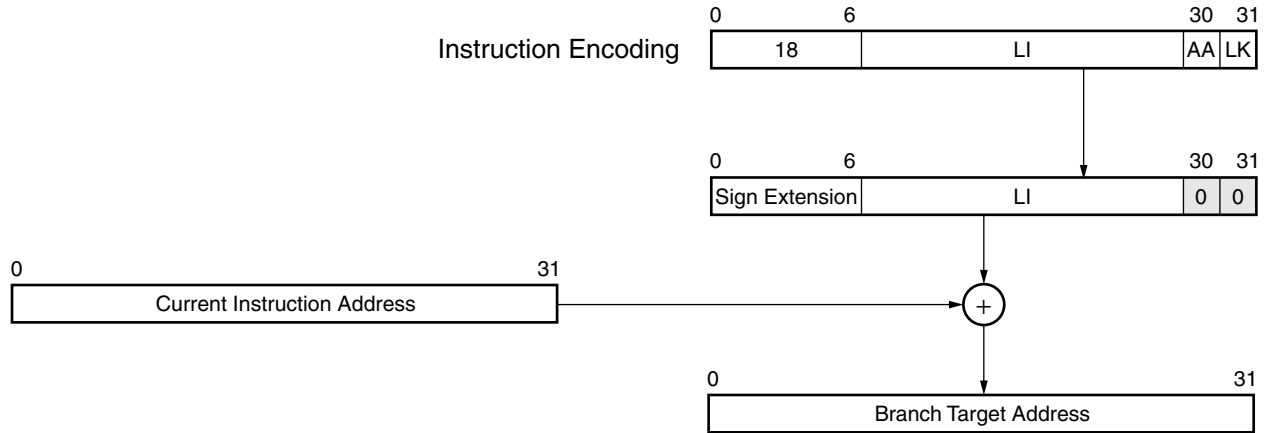 0 6 30 31
Instruction Encoding 18 LI AA LK
0 6 30 31
Sign Extension LI 0 0
0 31
Current Instruction Address +
0 31
Branch Target Address